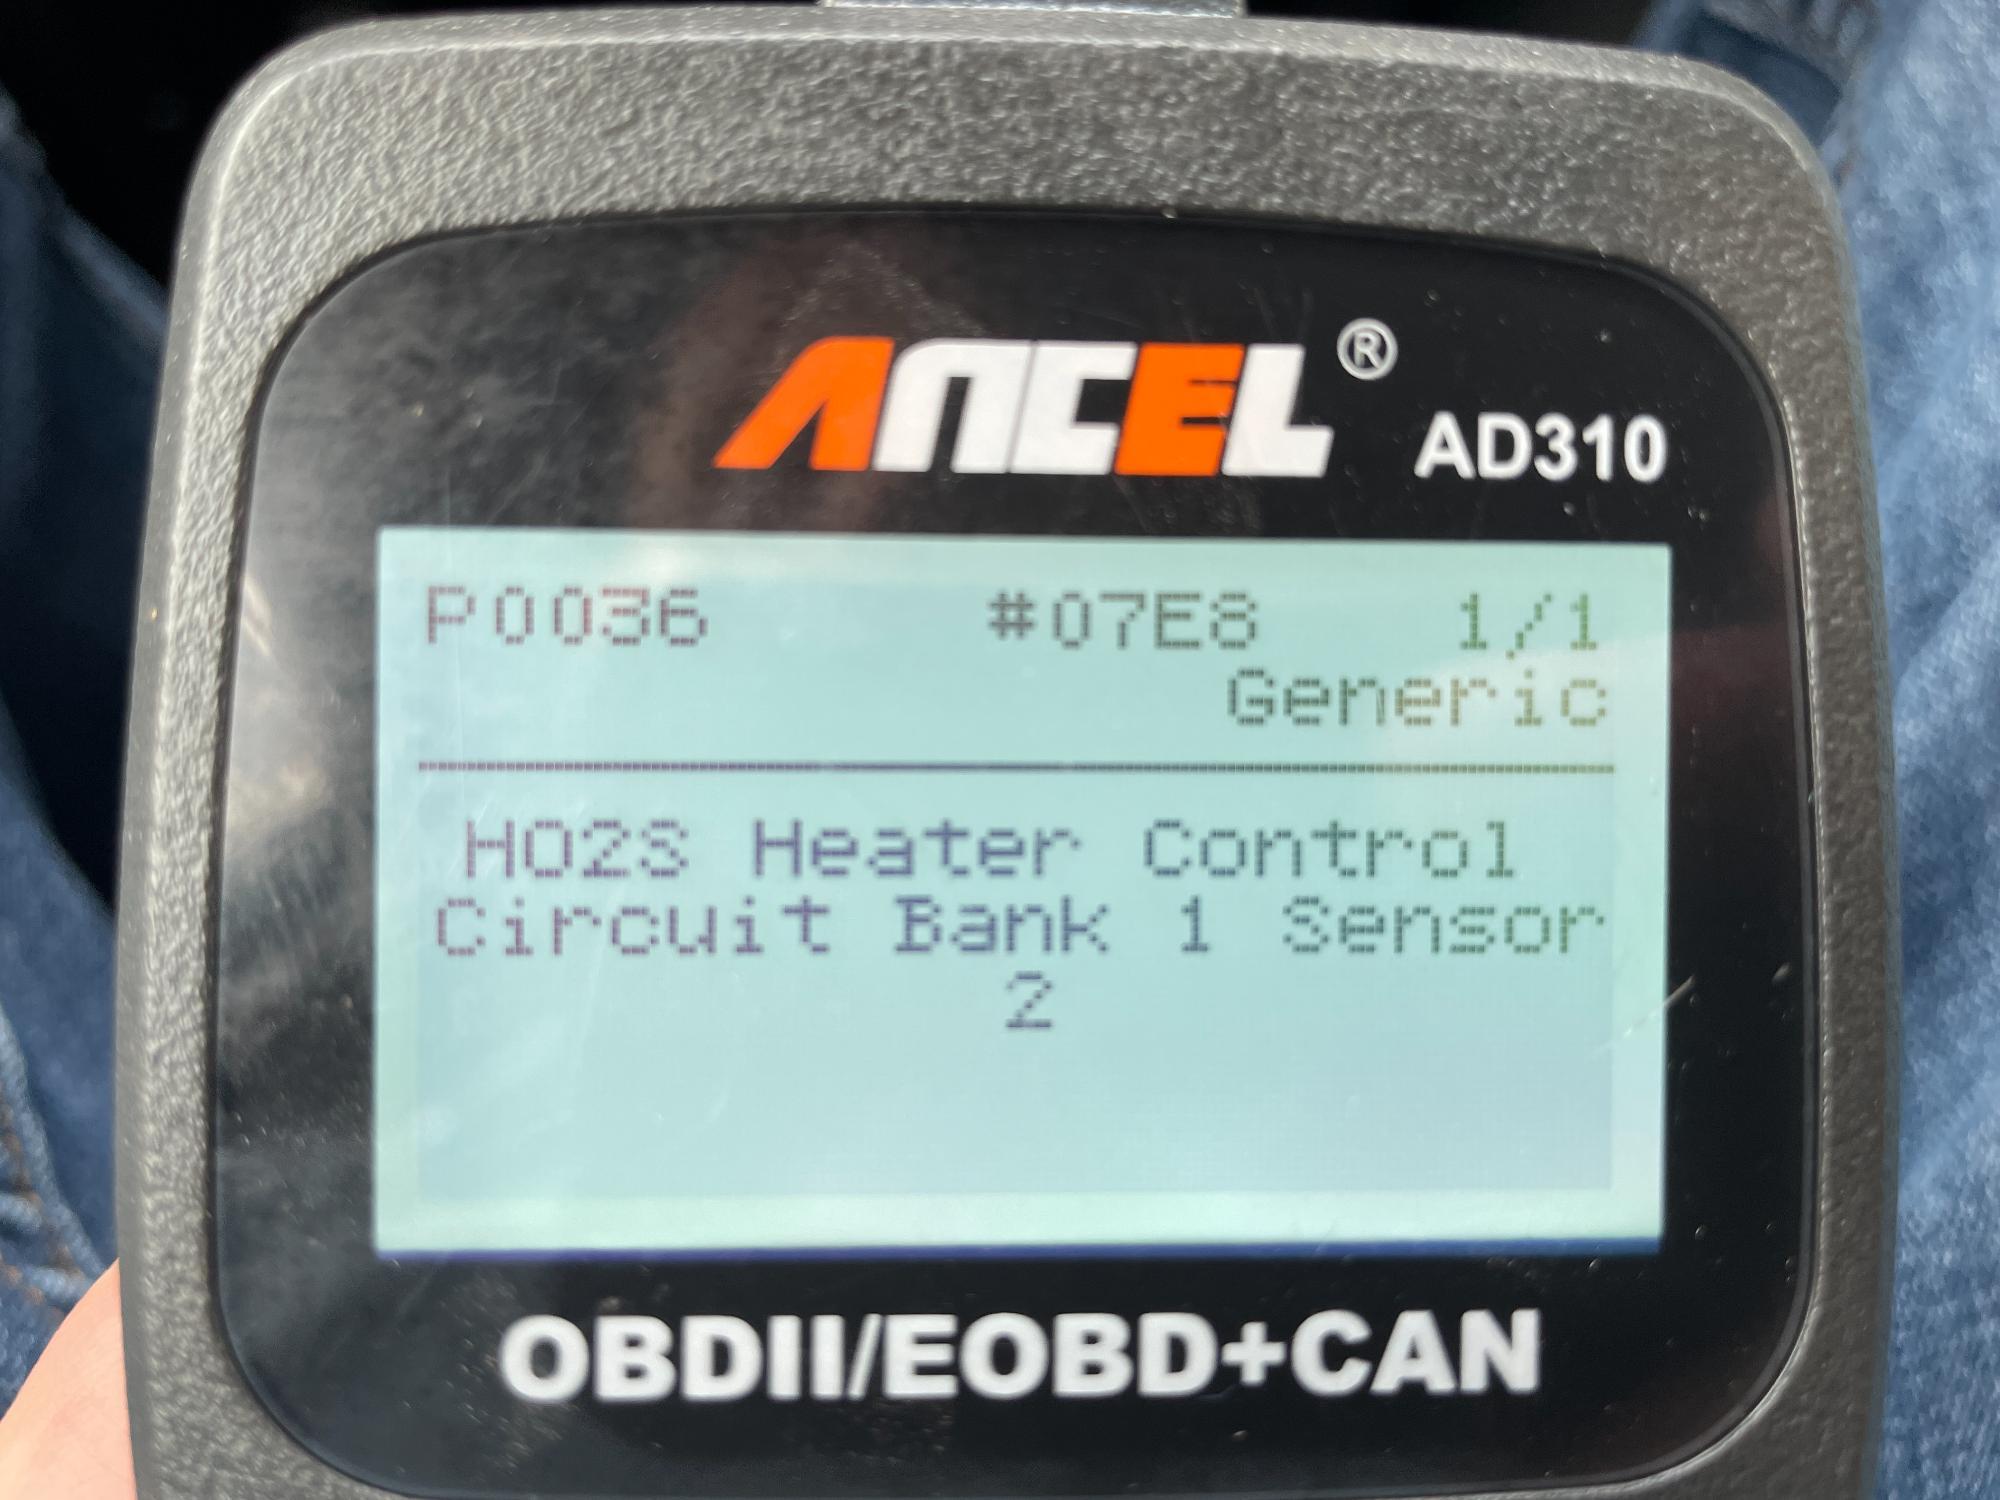 ANCEL ® AD310
P0036 #07E8 1/1
Generic
HO2S Heater Control
Circuit Bank 1 Sensor
2
OBDII/EOBD+CAN